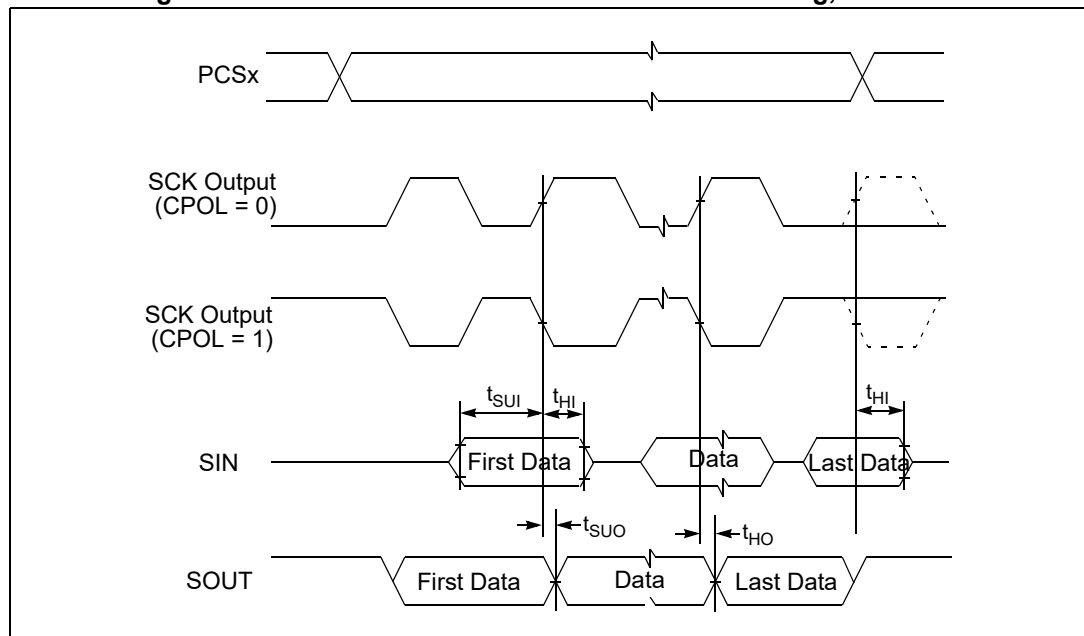 PCSx
SCK Output
(CPOL = 0)
SCK Output
(CPOL = 1)
tSUI
tHI
tHI
SIN
First Data
Data
Last Data
tSUO
tHO
SOUT
First Data
Data
Last Data